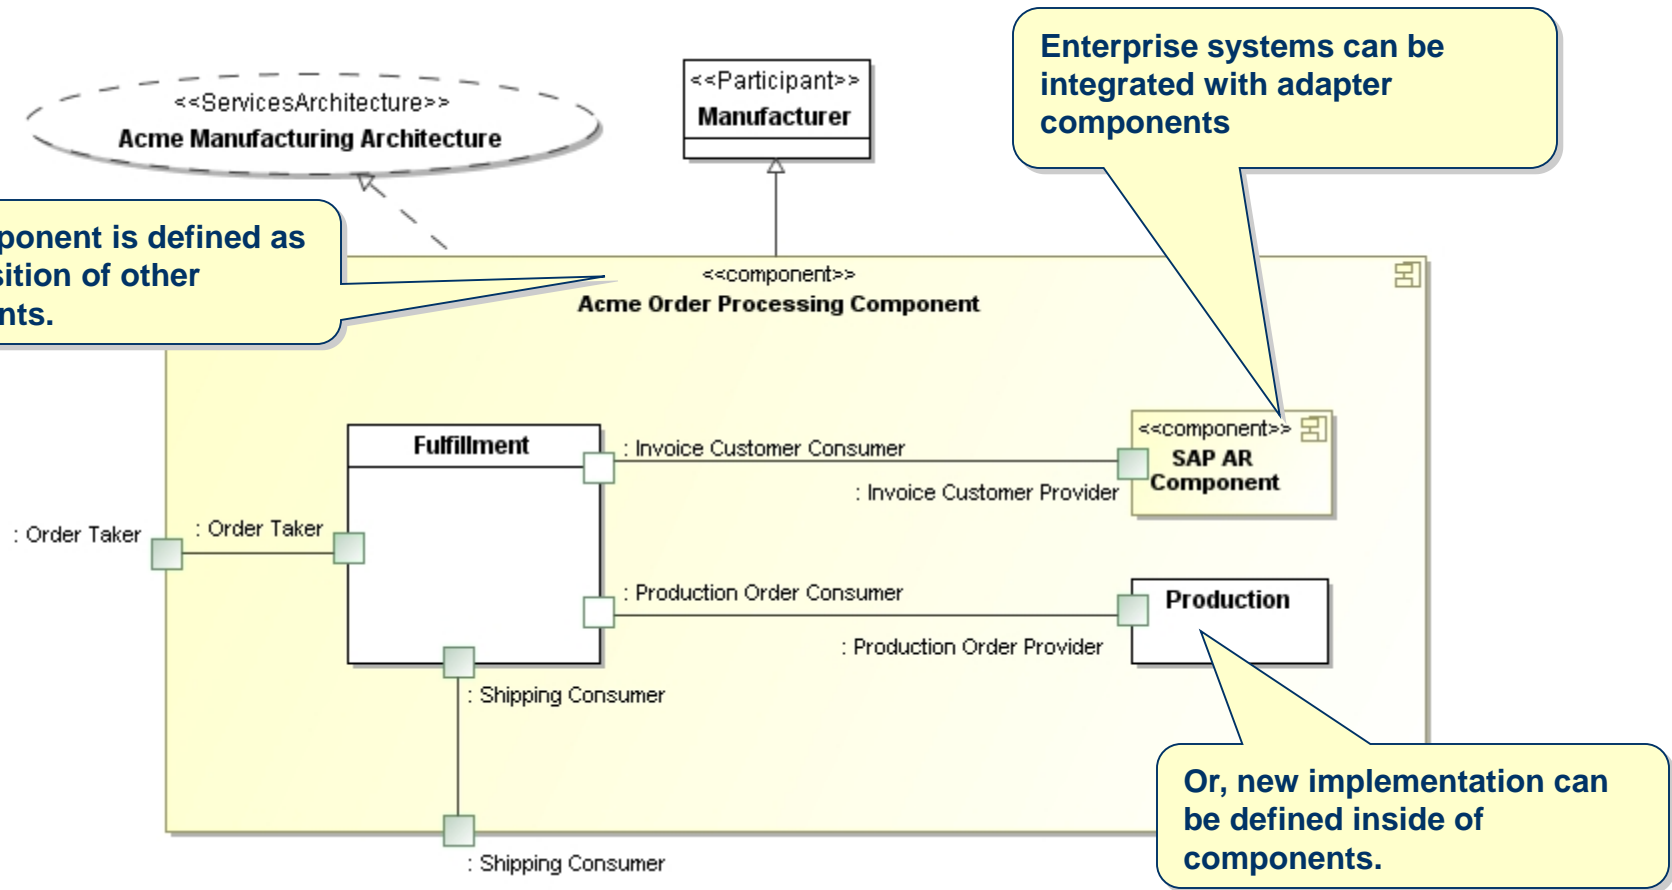 <<ServicesArchitecture>>
Acme Manufacturing Architecture
<<Participant>>
Manufacturer
Enterprise systems can be
integrated with adapter
components
is defined as
of other
<<component>>
Acme Order Processing Component
Fulfillment
: Invoice Customer Consumer
: Invoice Customer Provider
<<component>>
SAP AR
Component
: Order Taker
: Order Taker
: Production Order Consumer
: Production Order Provider
Production
: Shipping Consumer
: Shipping Consumer
Or, new implementation can
be defined inside of
components.